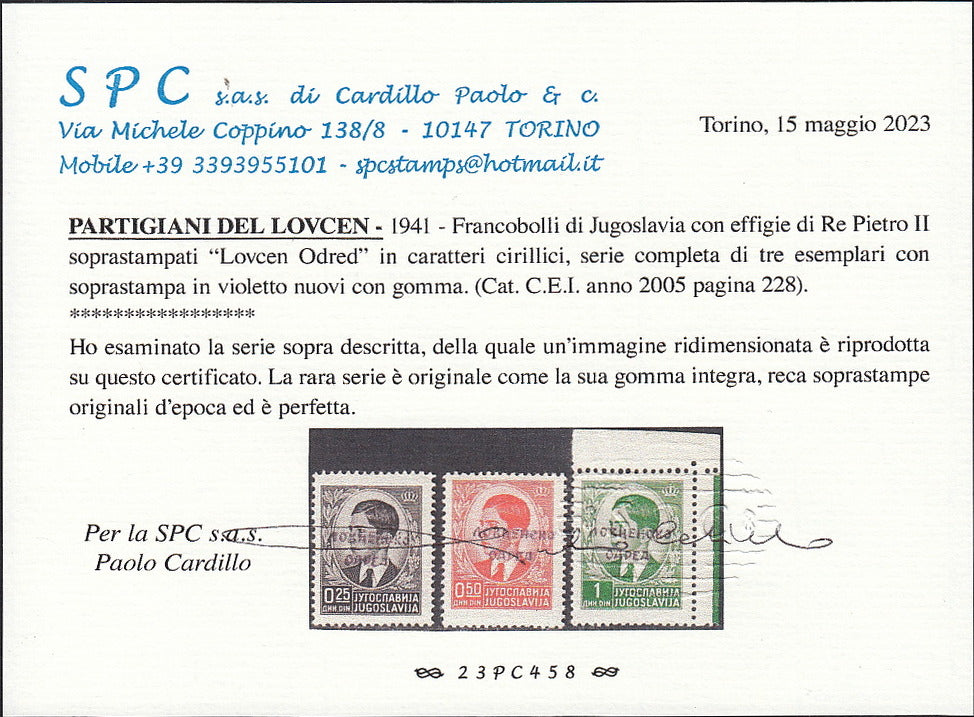 SPC s.a.s. di Cardillo Paolo & c.
Via Michele Coppino 138/8 - 10147 TORINO
Mobile +39 3393955101 - spcstamps@hotmail.it
Torino, 15 maggio 2023
PARTIGIANI DEL LOVCEN - 1941 - Francobolli di Jugoslavia con effigie di Re Pietro II
soprastampati “Lovcen Odred” in caratteri cirillici, serie completa di tre esemplari con
soprastampa in violetto nuovi con gomma. (Cat. C.E.I. anno 2005 pagina 228).
*****************
Ho esaminato la serie sopra descritta, della quale un'immagine ridimensionata è riprodotta
su questo certificato. La rara serie è originale come la sua gomma integra, reca soprastampe
originali d'epoca ed è perfetta.
Per la SPC s.a.s.
Paolo Cardillo
0.25 ЈУГОСЛАВИЈА
ДИН DIN JUGOSLAVIJA
0.50 ЈУГОСЛАВИЈА
ДИН DIN JUGOSLAVIJA
1 ЈУГОСЛАВИЈА
ДИН DIN JUGOSLAVIJA
23PC458